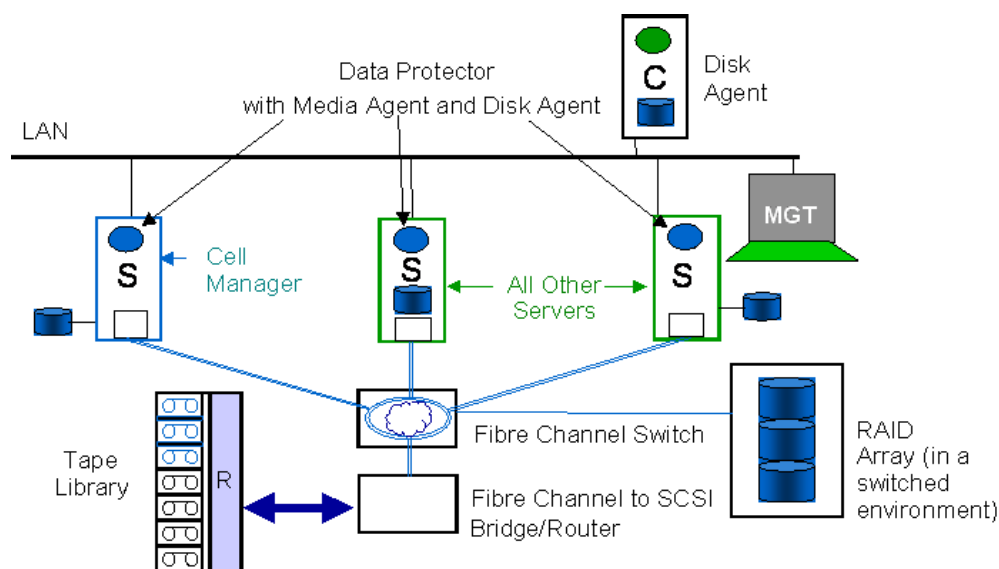 Data Protector
with Media Agent and Disk Agent
C
Disk
Agent
LAN
MGT
S
Cell
Manager
S
All Other
Servers
S
Fibre Channel Switch
RAID
Array (in a
switched
environment)
Tape
Library
R
Fibre Channel to SCSI
Bridge/Router